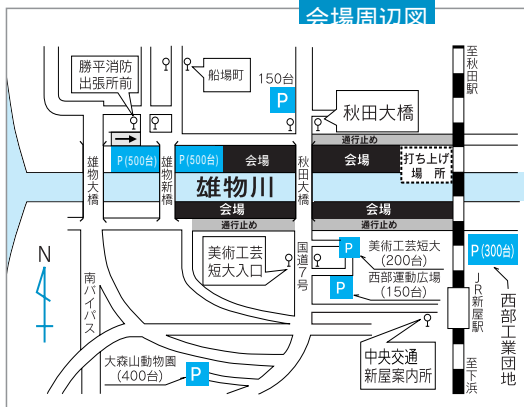 会場周辺図
勝平消防
出張所前
船場町
150台
P
至秋田駅
秋田大橋
通行止め
P(500台)
P(500台)
会場
会場
打ち上げ
場所
雄物大橋
雄物新橋
秋田大橋
雄物川
会場
会場
通行止め
通行止め
N
南バイパス
美術工芸
短大入口
国道7号
P
美術工芸短大
(200台)
P
西部運動広場
(150台)
P(300台)
西部工業団地
JR新屋駅
中央交通
新屋案内所
大森山動物園
(400台)
P
至下浜